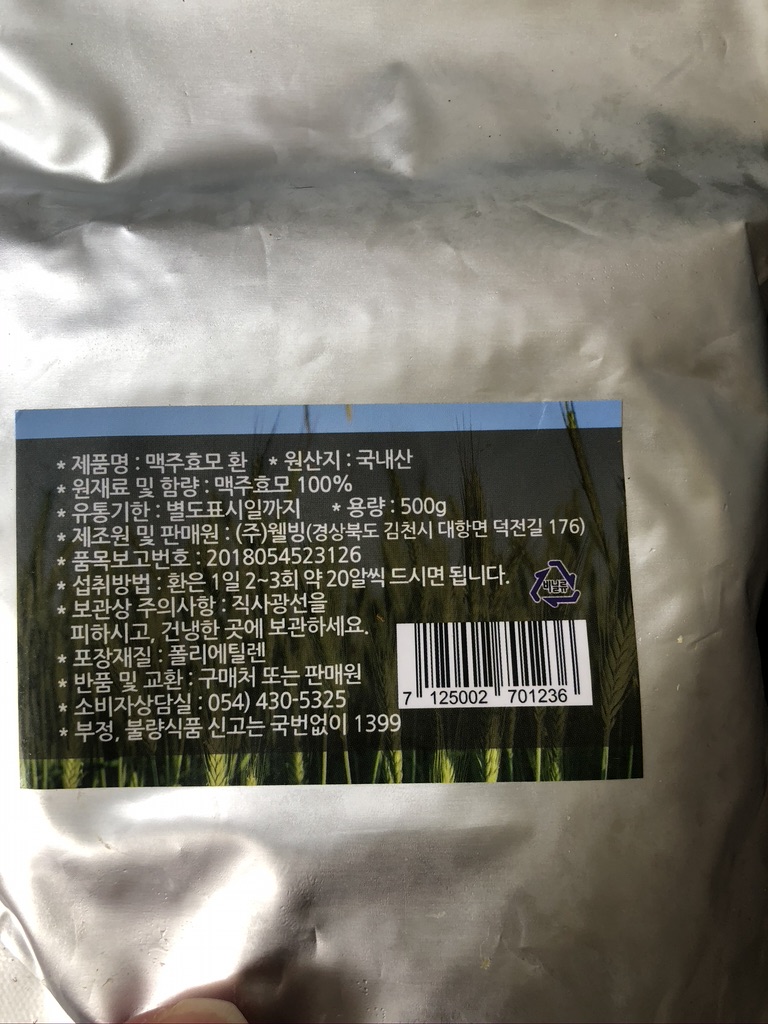 * 제품명 : 맥주효모 환 * 원산지 : 국내산
* 원재료 및 함량 : 맥주효모 100%
* 유통기한 : 별도표시일까지 * 용량 : 500g
* 제조원 및 판매원 : (주)웰빙(경상북도 김천시 대항면 덕전길 176)
* 품목보고번호 : 2018054523126
* 섭취방법 : 환은 1일 2~3회 약 20알씩 드시면 됩니다.
비닐류
* 보관상 주의사항 : 직사광선을
피하시고, 건냉한 곳에 보관하세요.
* 포장재질 : 폴리에틸렌
* 반품 및 교환 : 구매처 또는 판매원
* 소비자상담실 : 054) 430-5325
* 부정, 불량식품 신고는 국번없이 1399
7 125002 701236